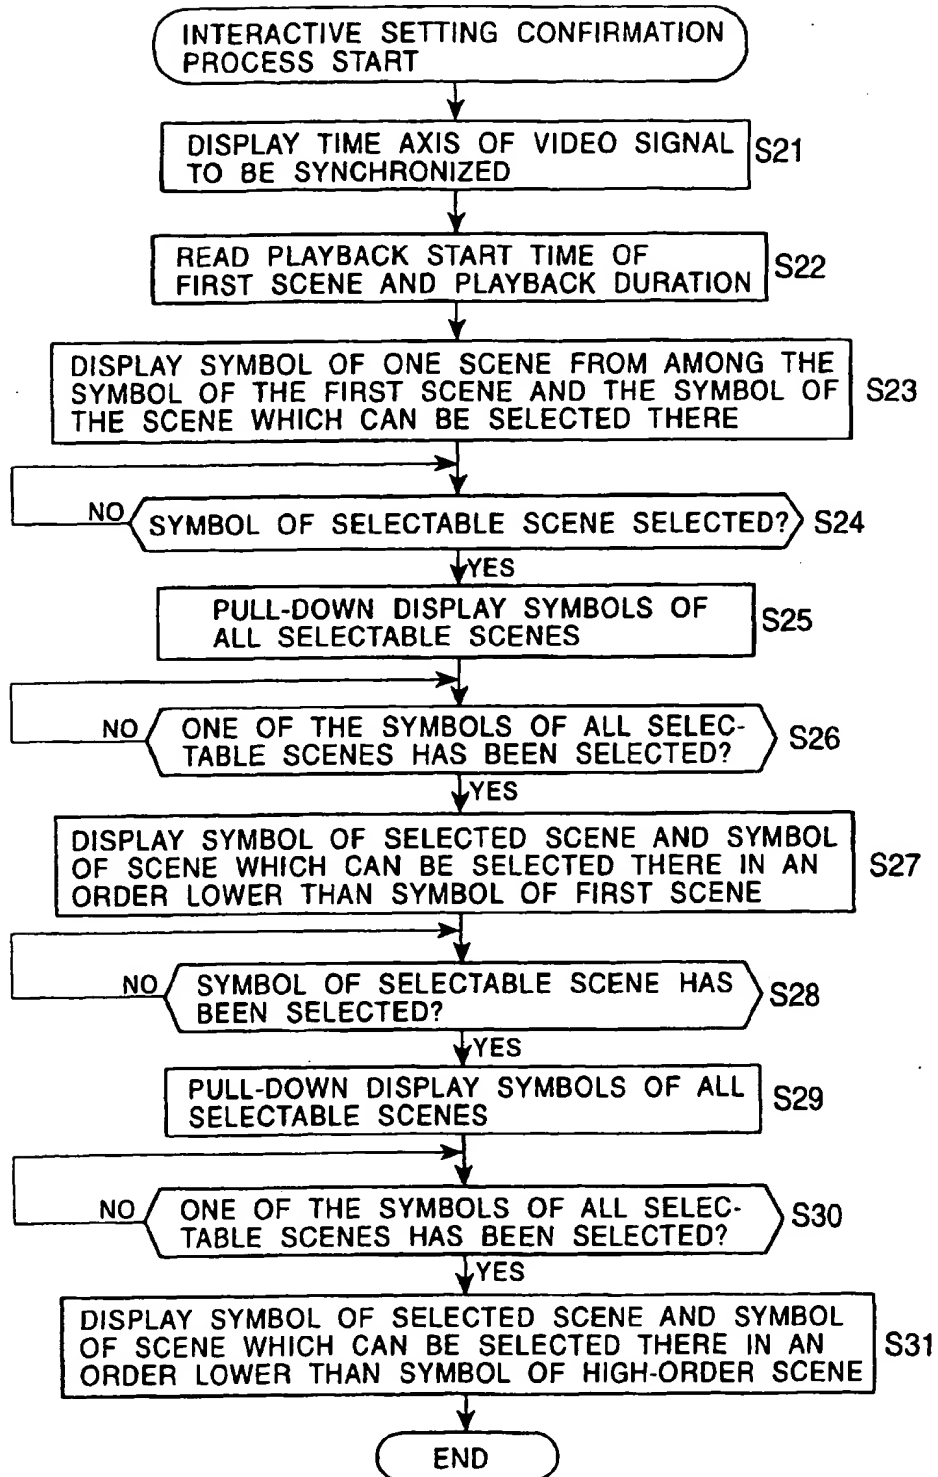 INTERACTIVE SETTING CONFIRMATION
PROCESS START
DISPLAY TIME AXIS OF VIDEO SIGNAL
TO BE SYNCHRONIZED
S21
READ PLAYBACK START TIME OF
FIRST SCENE AND PLAYBACK DURATION
S22
DISPLAY SYMBOL OF ONE SCENE FROM AMONG THE
SYMBOL OF THE FIRST SCENE AND THE SYMBOL OF
THE SCENE WHICH CAN BE SELECTED THERE
S23
NO
SYMBOL OF SELECTABLE SCENE SELECTED?
S24
YES
PULL-DOWN DISPLAY SYMBOLS OF
ALL SELECTABLE SCENES
S25
NO
ONE OF THE SYMBOLS OF ALL SELEC-
TABLE SCENES HAS BEEN SELECTED?
S26
YES
DISPLAY SYMBOL OF SELECTED SCENE AND SYMBOL
OF SCENE WHICH CAN BE SELECTED THERE IN AN
ORDER LOWER THAN SYMBOL OF FIRST SCENE
S27
NO
SYMBOL OF SELECTABLE SCENE HAS
BEEN SELECTED?
S28
YES
PULL-DOWN DISPLAY SYMBOLS OF ALL
SELECTABLE SCENES
S29
NO
ONE OF THE SYMBOLS OF ALL SELEC-
TABLE SCENES HAS BEEN SELECTED?
S30
YES
DISPLAY SYMBOL OF SELECTED SCENE AND SYMBOL
OF SCENE WHICH CAN BE SELECTED THERE IN AN
ORDER LOWER THAN SYMBOL OF HIGH-ORDER SCENE
S31
END